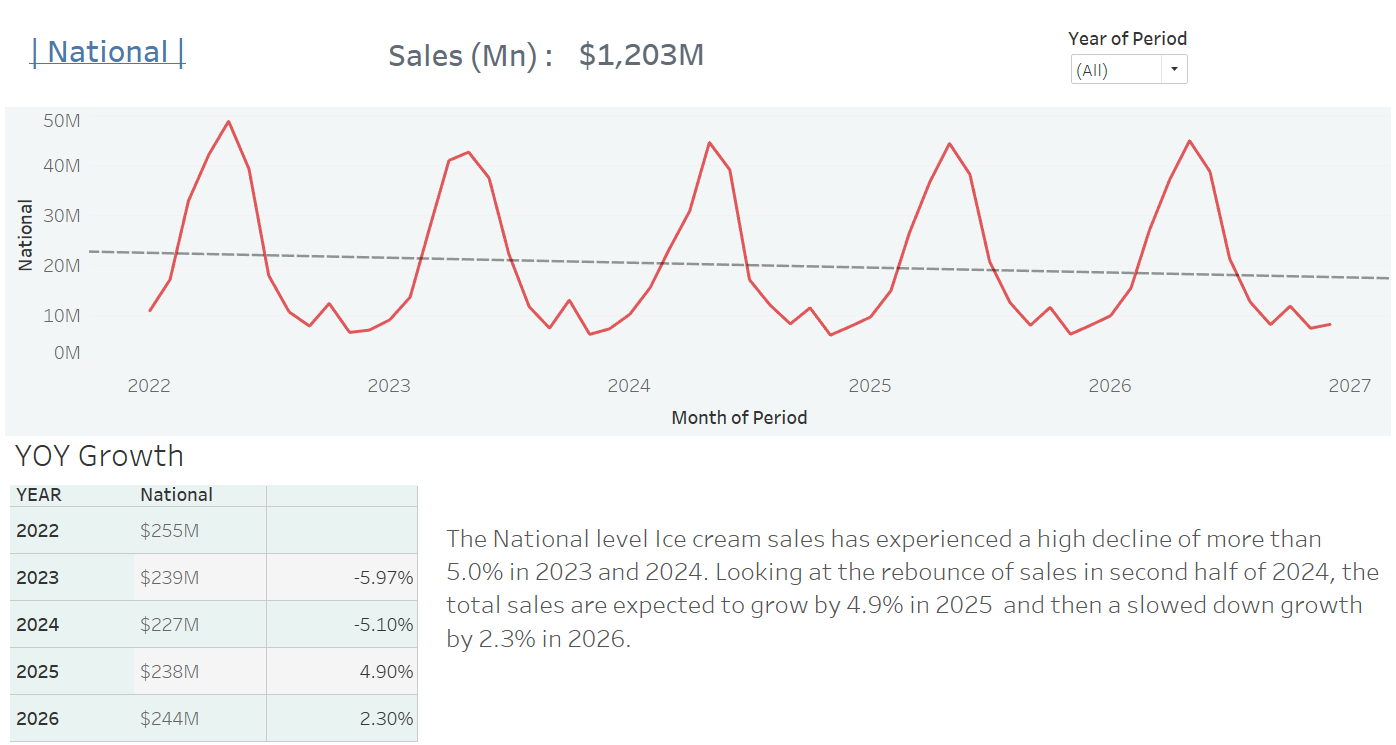 | National |
Sales (Mn) : $1,203M
Year of Period
(All)
National
50M
40M
30M
20M
10M
0M
2022 2023 2024 2025 2026 2027
Month of Period
YOY Growth
YEAR National
2022 $255M
2023 $239M -5.97%
2024 $227M -5.10%
2025 $238M 4.90%
2026 $244M 2.30%
The National level Ice cream sales has experienced a high decline of more than
5.0% in 2023 and 2024. Looking at the rebounce of sales in second half of 2024, the
total sales are expected to grow by 4.9% in 2025 and then a slowed down growth
by 2.3% in 2026.